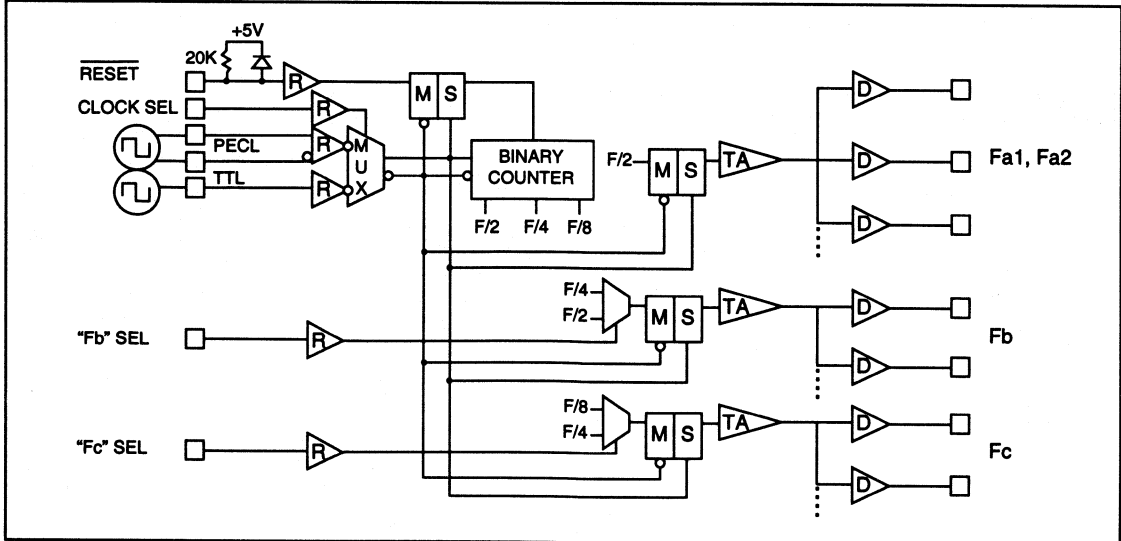 +5V
20K
RESET
R
M S
CLOCK SEL
R
PECL
R
M
U
X
TTL
R
BINARY
COUNTER
F/2 F/4 F/8
F/2
M S
TA
D
D
D
Fa1, Fa2
F/4
F/2
M S
TA
D
D
Fb
"Fb" SEL
R
F/8
F/4
M S
TA
D
D
Fc
"Fc" SEL
R